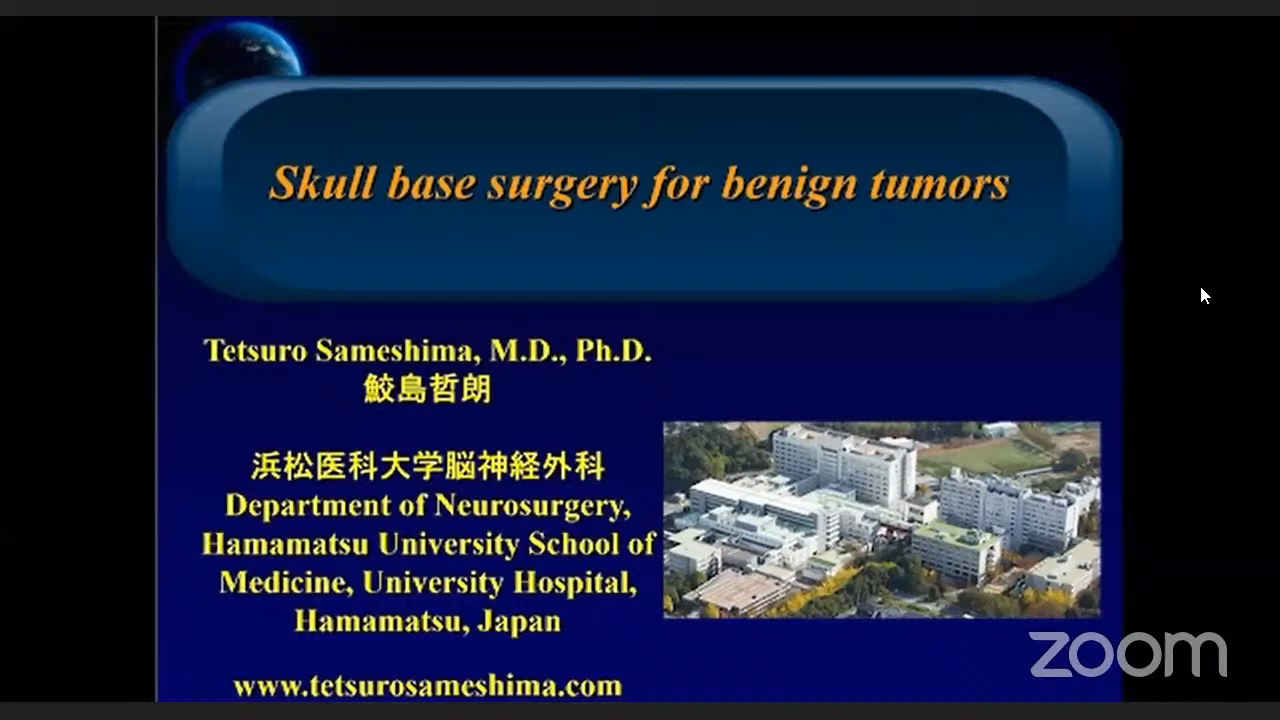 Skull base surgery for benign tumors
Tetsuro Sameshima, M.D., Ph.D.
鮫島哲朗
浜松医科大学脳神経外科
Department of Neurosurgery,
Hamamatsu University School of
Medicine, University Hospital,
Hamamatsu, Japan
www.tetsurosameshima.com
zoom